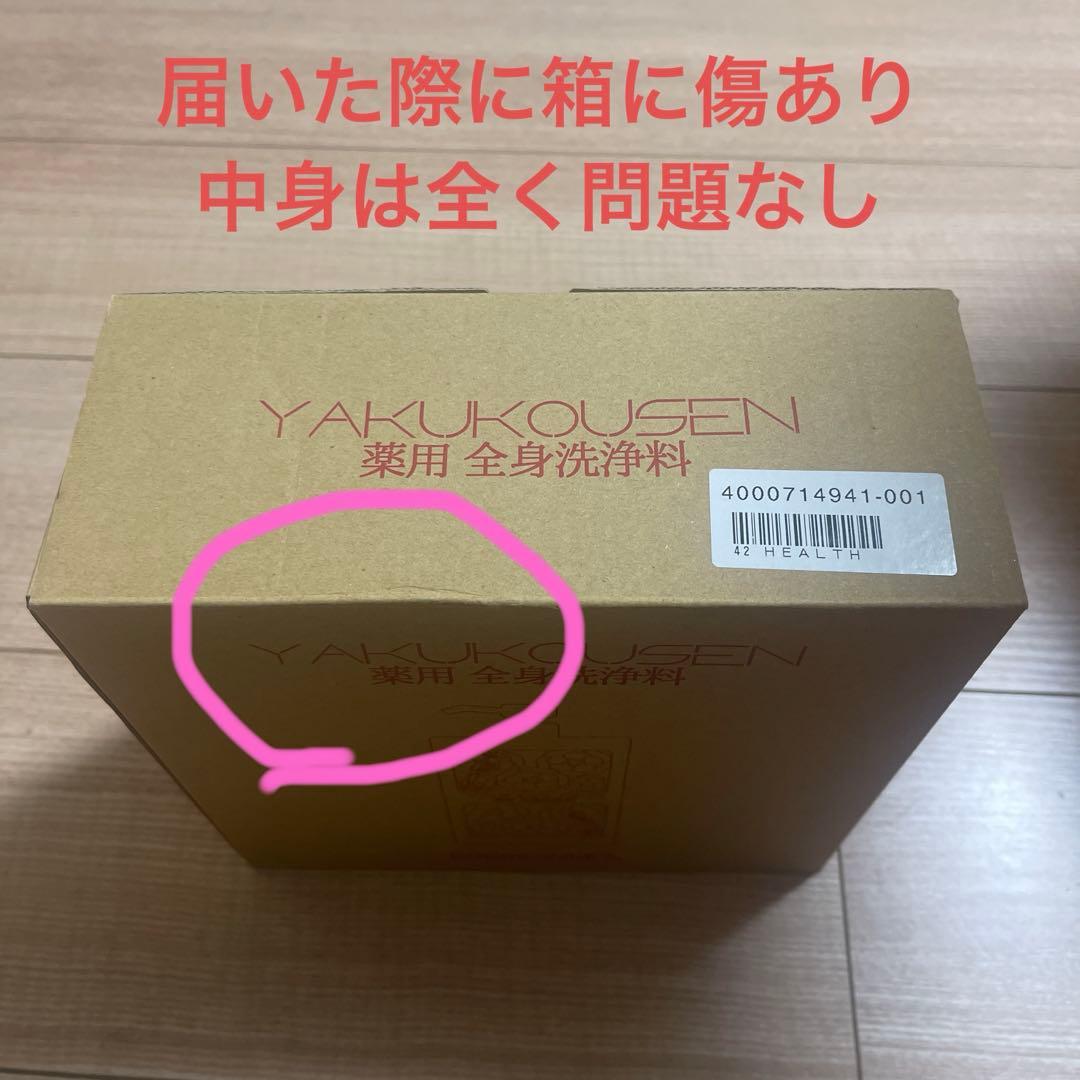 届いた際に箱に傷あり
中身は全く問題なし
YAKUKOUSEN
薬用 全身洗浄料
4000714941-001
42 HEALTH
YAKUKOUSEN
薬用 全身洗浄料